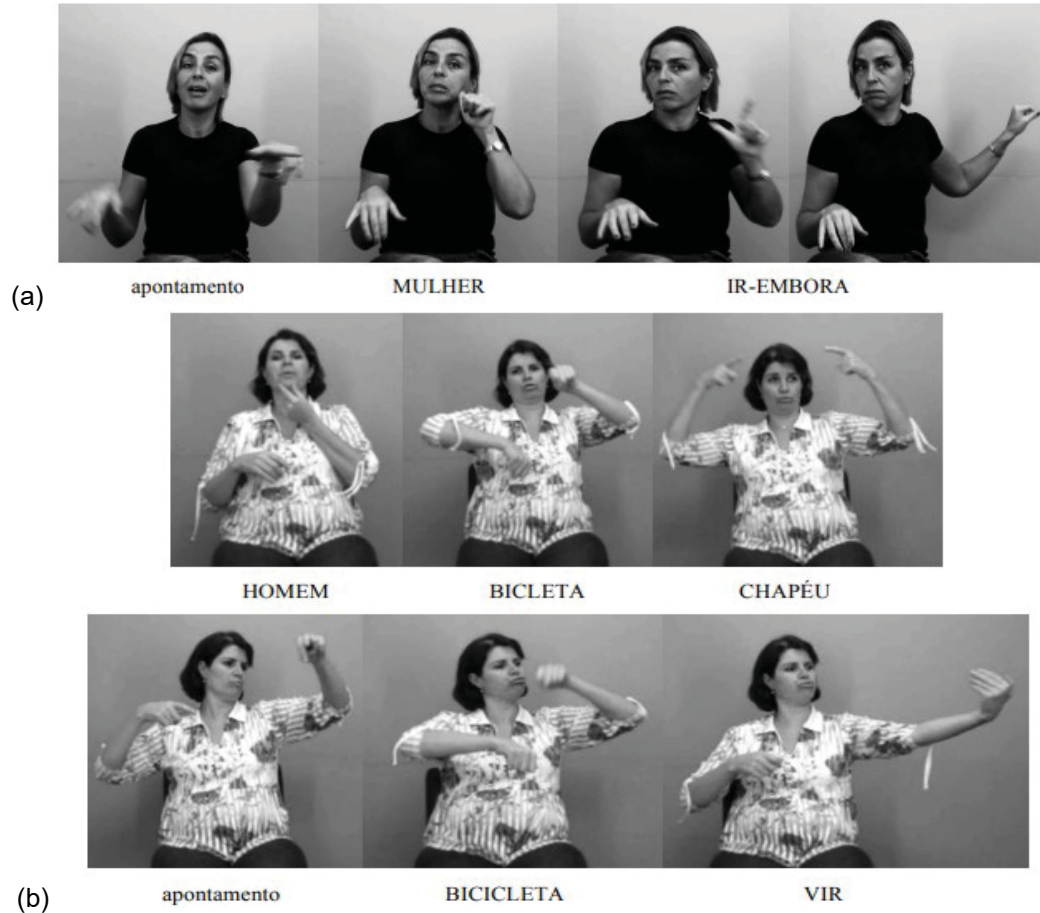 apontamento MULHER IR-EMBORA
(a)
HOMEM BICLETA CHAPÉU
apontamento BICICLETA VIR
(b)